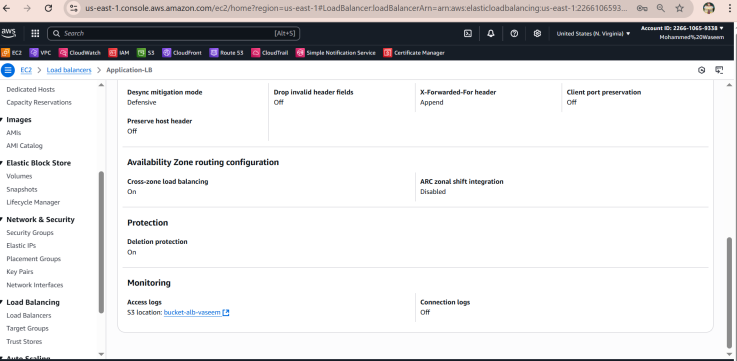 us-east-1.console.aws.amazon.com/ec2/home?region=us-east-1#LoadBalancer:loadBalancerArn=arn:aws:elasticloadbalancing:us-east-1:2266106593...
aws
Search
[Alt+S]
United States (N. Virginia)
Account ID: 2266-1065-9338
Mohammed%20Waseem
EC2
VPC
CloudWatch
IAM
S3
CloudFront
Route 53
CloudTrail
Simple Notification Service
Certificate Manager
EC2 > Load balancers > Application-LB
Dedicated Hosts
Capacity Reservations
Images
AMIs
AMI Catalog
Elastic Block Store
Volumes
Snapshots
Lifecycle Manager
Network & Security
Security Groups
Elastic IPs
Placement Groups
Key Pairs
Network Interfaces
Load Balancing
Load Balancers
Target Groups
Trust Stores
Auto Scaling
Desync mitigation mode
Defensive
Drop invalid header fields
Off
X-Forwarded-For header
Append
Client port preservation
Off
Preserve host header
Off
Availability Zone routing configuration
Cross-zone load balancing
On
ARC zonal shift integration
Disabled
Protection
Deletion protection
On
Monitoring
Access logs
S3 location: bucket-alb-vaseem
Connection logs
Off